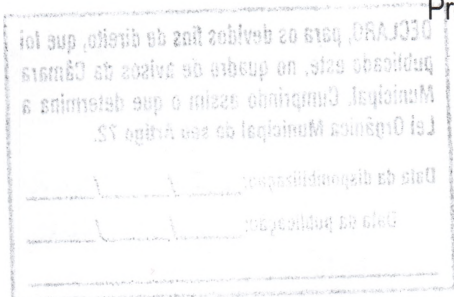 Pr
DECLARO, para os devidos fins de direito, que foi
publicado este, no quadro de avisos da Câmara
Municipal. Cumprindo assim o que determina a
Lei Orgânica Municipal do seu Artigo 72.
Data da disponibilização: ____/____/____
Data da publicação: ____/____/____